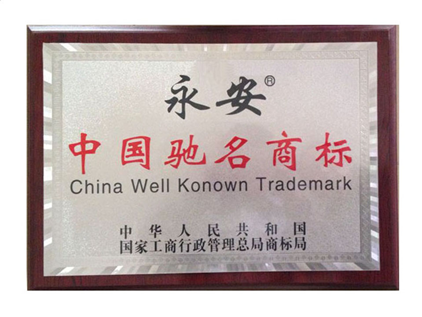 永安®
中国驰名商标
China Well Konown Trademark
中华人民共和国
国家工商行政管理总局商标局